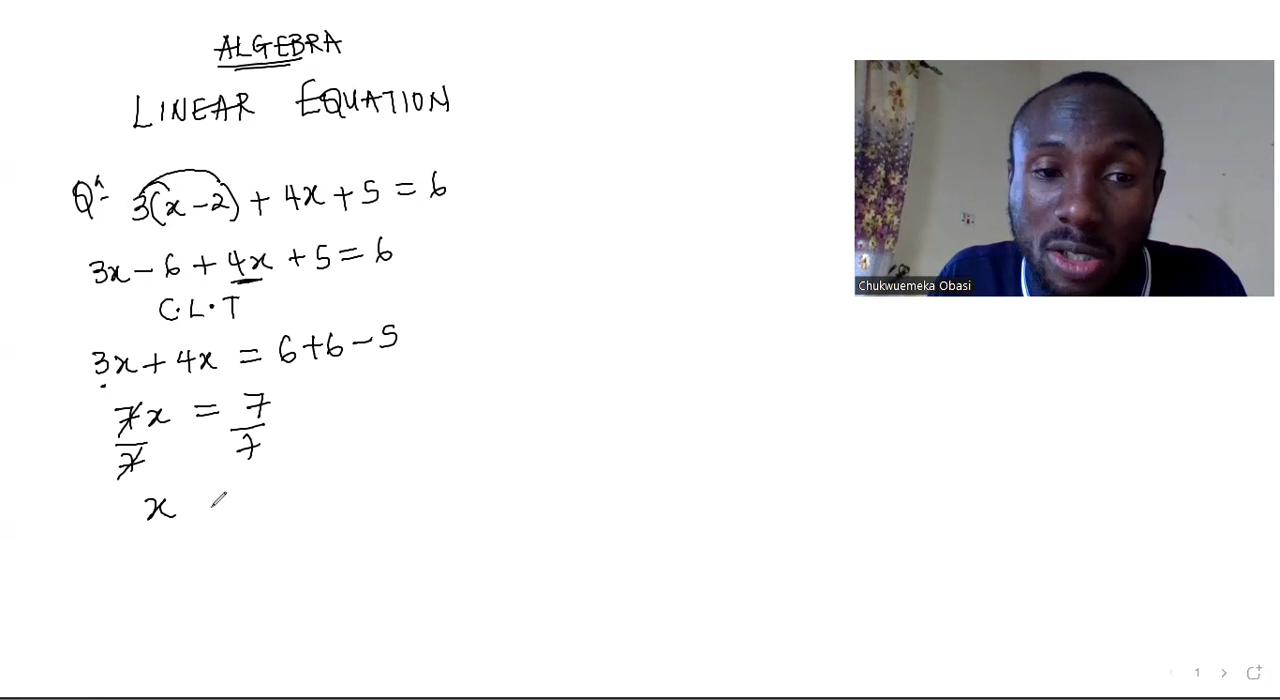 ALGEBRA
LINEAR EQUATION
Qn 3(x-2) + 4x + 5 = 6
3x - 6 + 4x + 5 = 6
C.L.T
3x + 4x = 6 + 6 - 5
7x = 7
7 7
x
Chukwuemeka Obasi
1